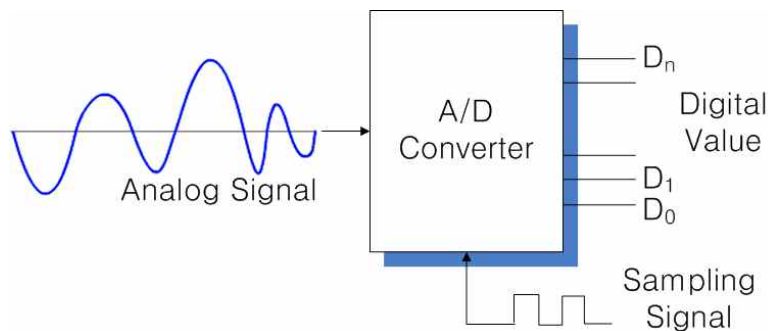 A/D
Converter
Analog Signal
Dn
Digital
Value
D1
D0
Sampling
Signal